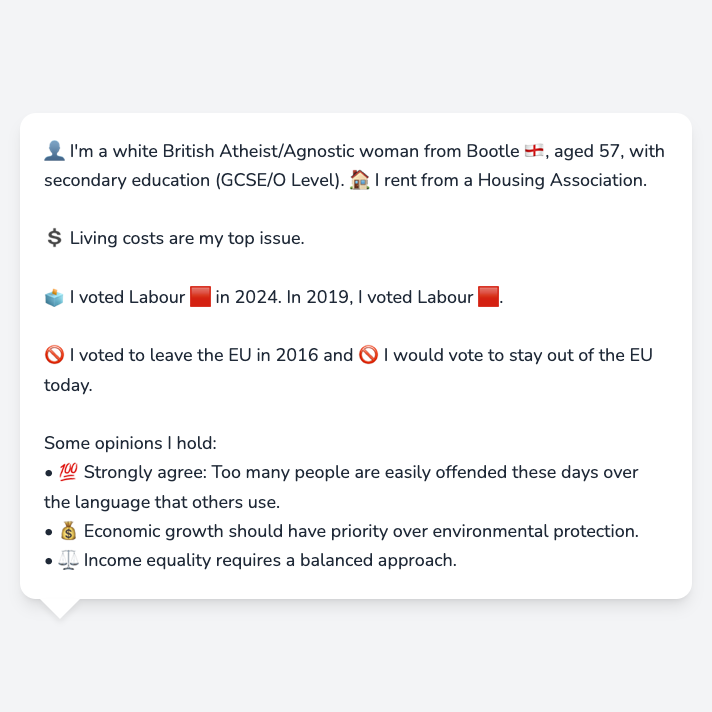 👤 I'm a white British Atheist/Agnostic woman from Bootle 🏴󠁧󠁢󠁥󠁮󠁧󠁿, aged 57, with
secondary education (GCSE/O Level). 🏠 I rent from a Housing Association.
💲 Living costs are my top issue.
🗳️ I voted Labour 🟥 in 2024. In 2019, I voted Labour 🟥.
🚫 I voted to leave the EU in 2016 and 🚫 I would vote to stay out of the EU
today.
Some opinions I hold:
• 💯 Strongly agree: Too many people are easily offended these days over
the language that others use.
• 💰 Economic growth should have priority over environmental protection.
• ⚖️ Income equality requires a balanced approach.